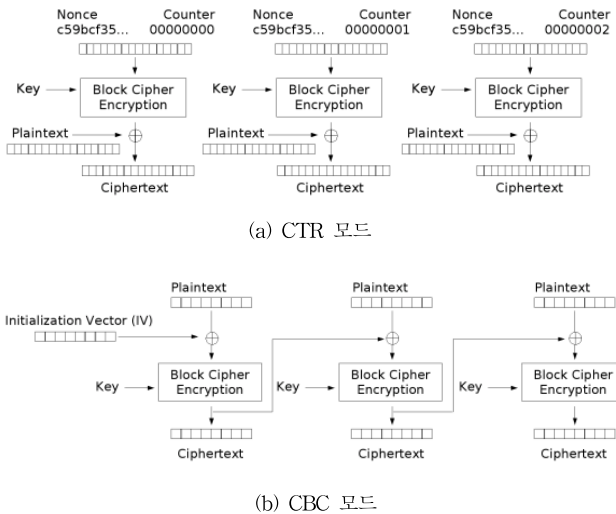 Nonce Counter Nonce Counter Nonce Counter
c59bcf35... 00000000 c59bcf35... 00000001 c59bcf35... 00000002
Key Block Cipher Encryption Key Block Cipher Encryption Key Block Cipher Encryption
Plaintext Plaintext Plaintext
Ciphertext Ciphertext Ciphertext
(a) CTR 모드
Plaintext Plaintext Plaintext
Initialization Vector (IV)
Key Block Cipher Encryption Key Block Cipher Encryption Key Block Cipher Encryption
Ciphertext Ciphertext Ciphertext
(b) CBC 모드